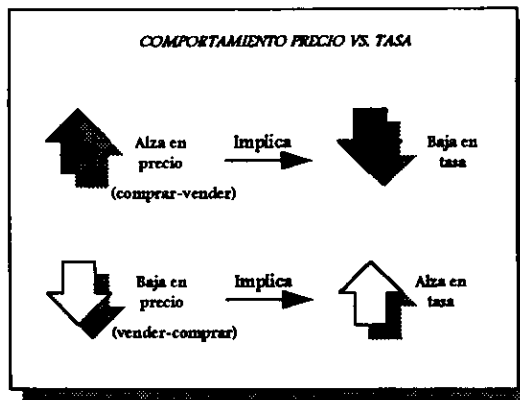 COMPORTAMIENTO PRECIO VS. TASA
Alza en
precio
(comprar-vender)
Implica
Baja en
tasa
Baja en
precio
(vender-comprar)
Implica
Alza en
tasa